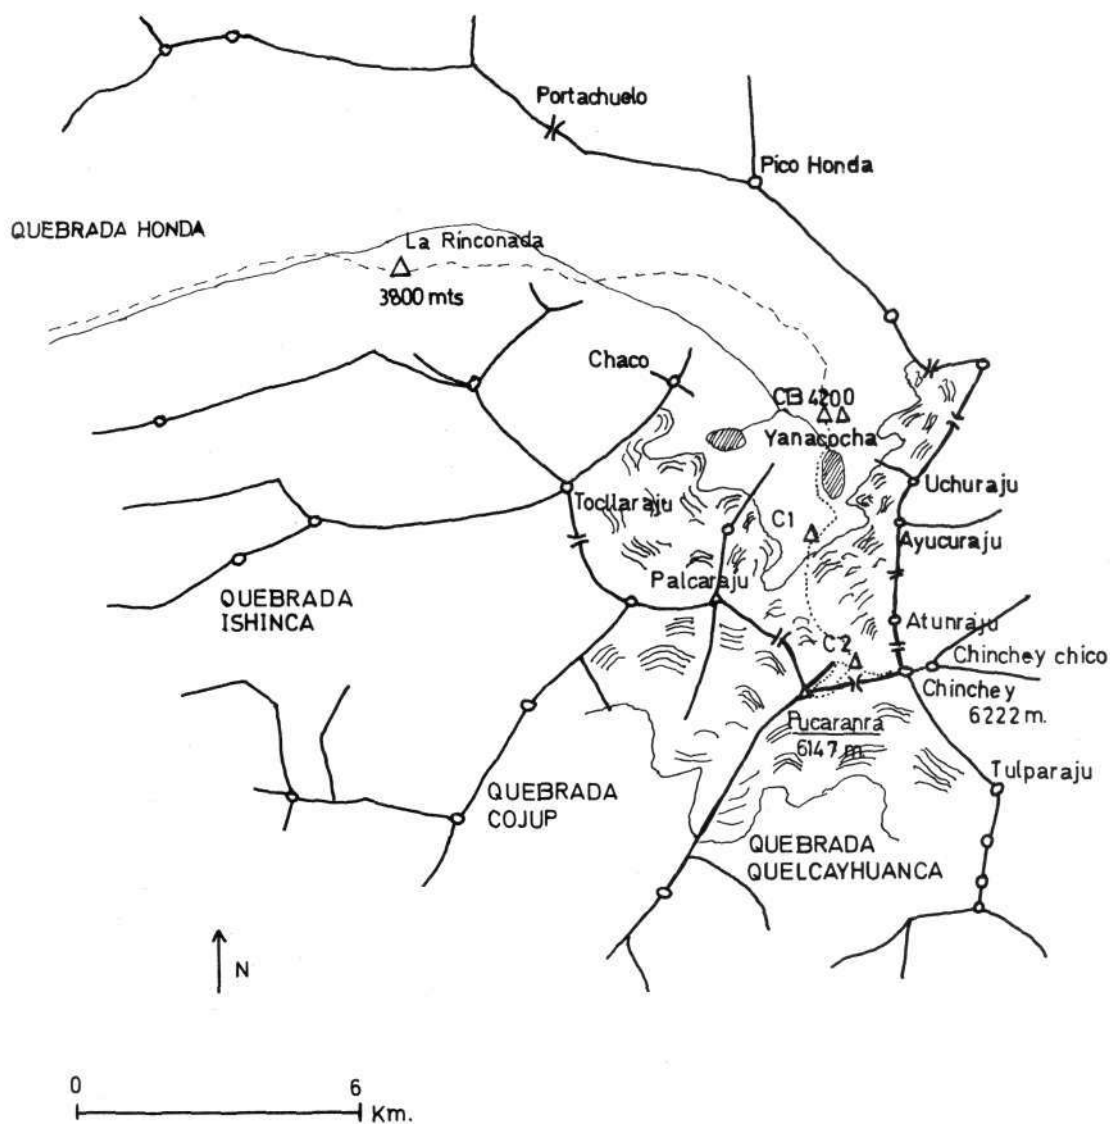 Portachuelo
Pico Honda
QUEBRADA HONDA
La Rinconada
3800 mts
Chaco
CB 4200
Yanacocha
Tocllaraju
Uchuraju
C1
Ayucuraju
Palcaraju
QUEBRADA
ISHINCA
Atunraju
C2
Chinchey chico
Chinchey
6222 m.
Pucaranra
6147 m.
Tulparaju
QUEBRADA
COJUP
QUEBRADA
QUELCAYHUANCA
N
0 6
Km.